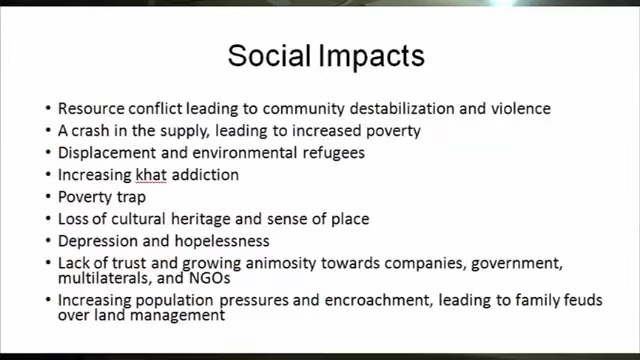 Social Impacts
• Resource conflict leading to community destabilization and violence
• A crash in the supply, leading to increased poverty
• Displacement and environmental refugees
• Increasing khat addiction
• Poverty trap
• Loss of cultural heritage and sense of place
• Depression and hopelessness
• Lack of trust and growing animosity towards companies, government,
multilaterals, and NGOs
• Increasing population pressures and encroachment, leading to family feuds
over land management